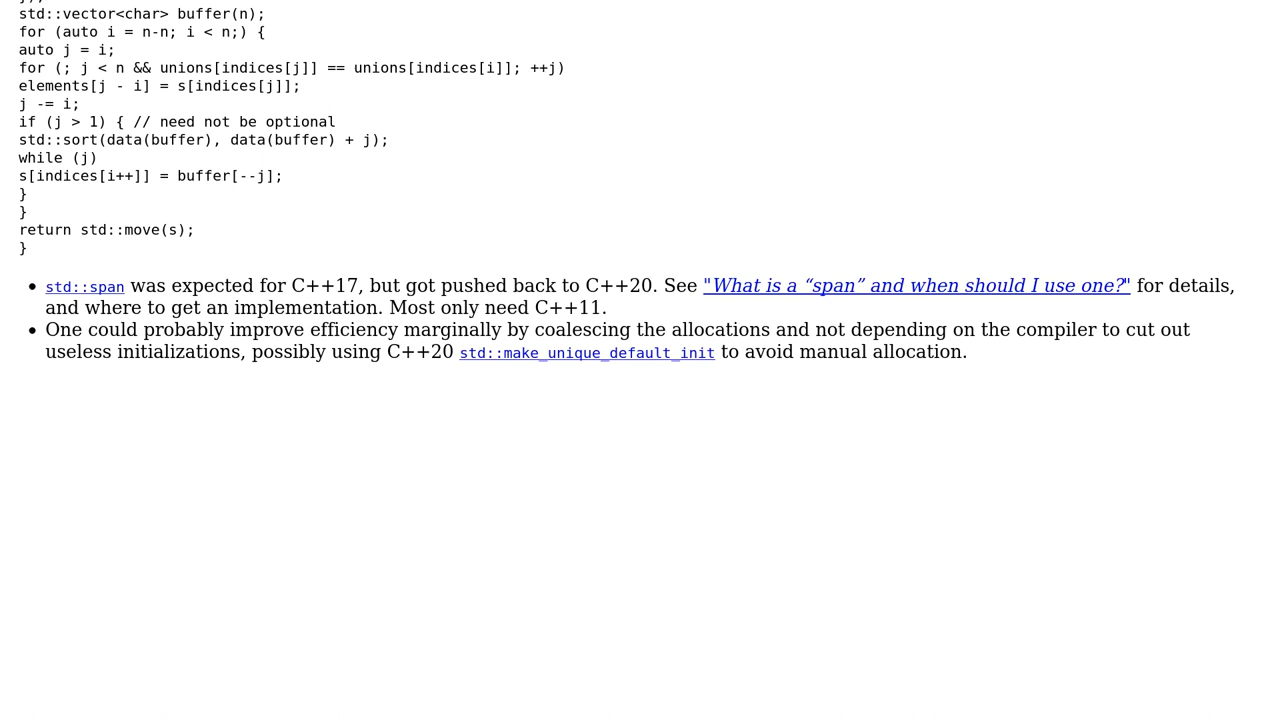 std::vector<char> buffer(n);
for (auto i = n-n; i < n;) {
auto j = i;
for (; j < n && unions[indices[j]] == unions[indices[i]]; ++j)
elements[j - i] = s[indices[j]];
j -= i;
if (j > 1) { // need not be optional
std::sort(data(buffer), data(buffer) + j);
while (j)
s[indices[i++]] = buffer[--j];
}
}
return std::move(s);
}
• std::span was expected for C++17, but got pushed back to C++20. See "What is a “span” and when should I use one?" for details,
and where to get an implementation. Most only need C++11.
• One could probably improve efficiency marginally by coalescing the allocations and not depending on the compiler to cut out
useless initializations, possibly using C++20 std::make_unique_default_init to avoid manual allocation.